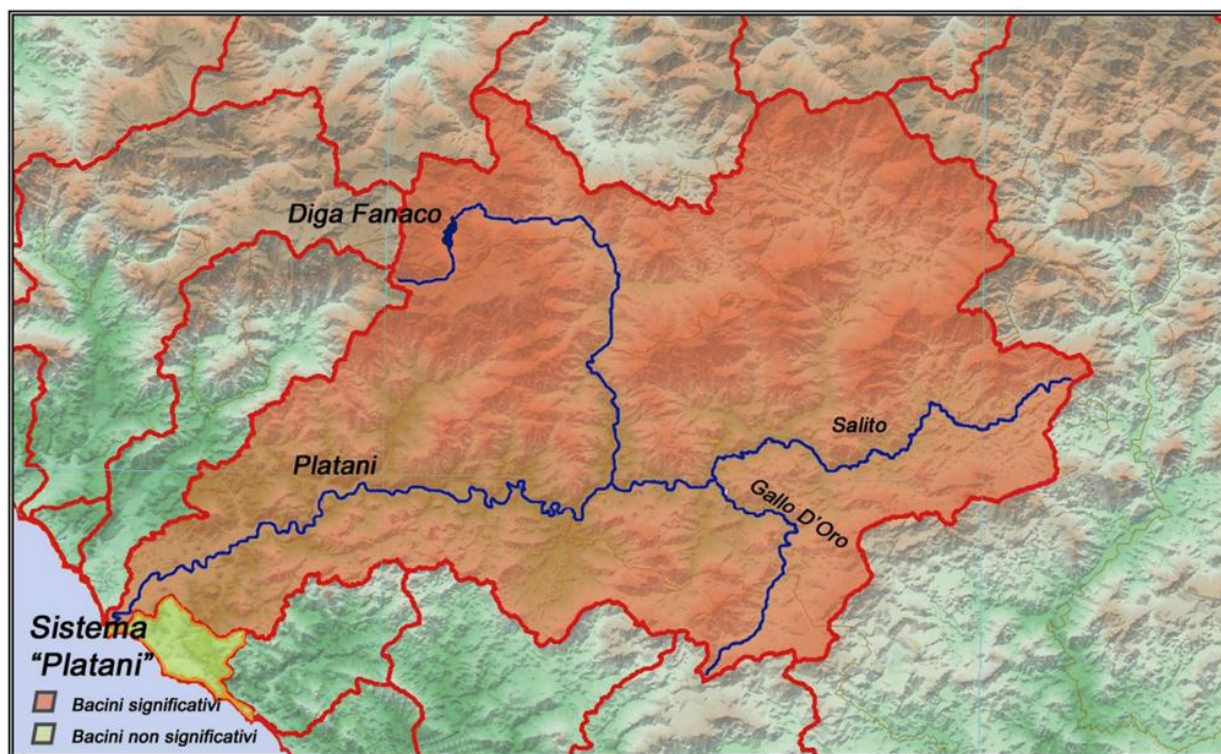 Diga Fanaco
Salito
Platani
Gallo D'Oro
Sistema
"Platani"
Bacini significativi
Bacini non significativi